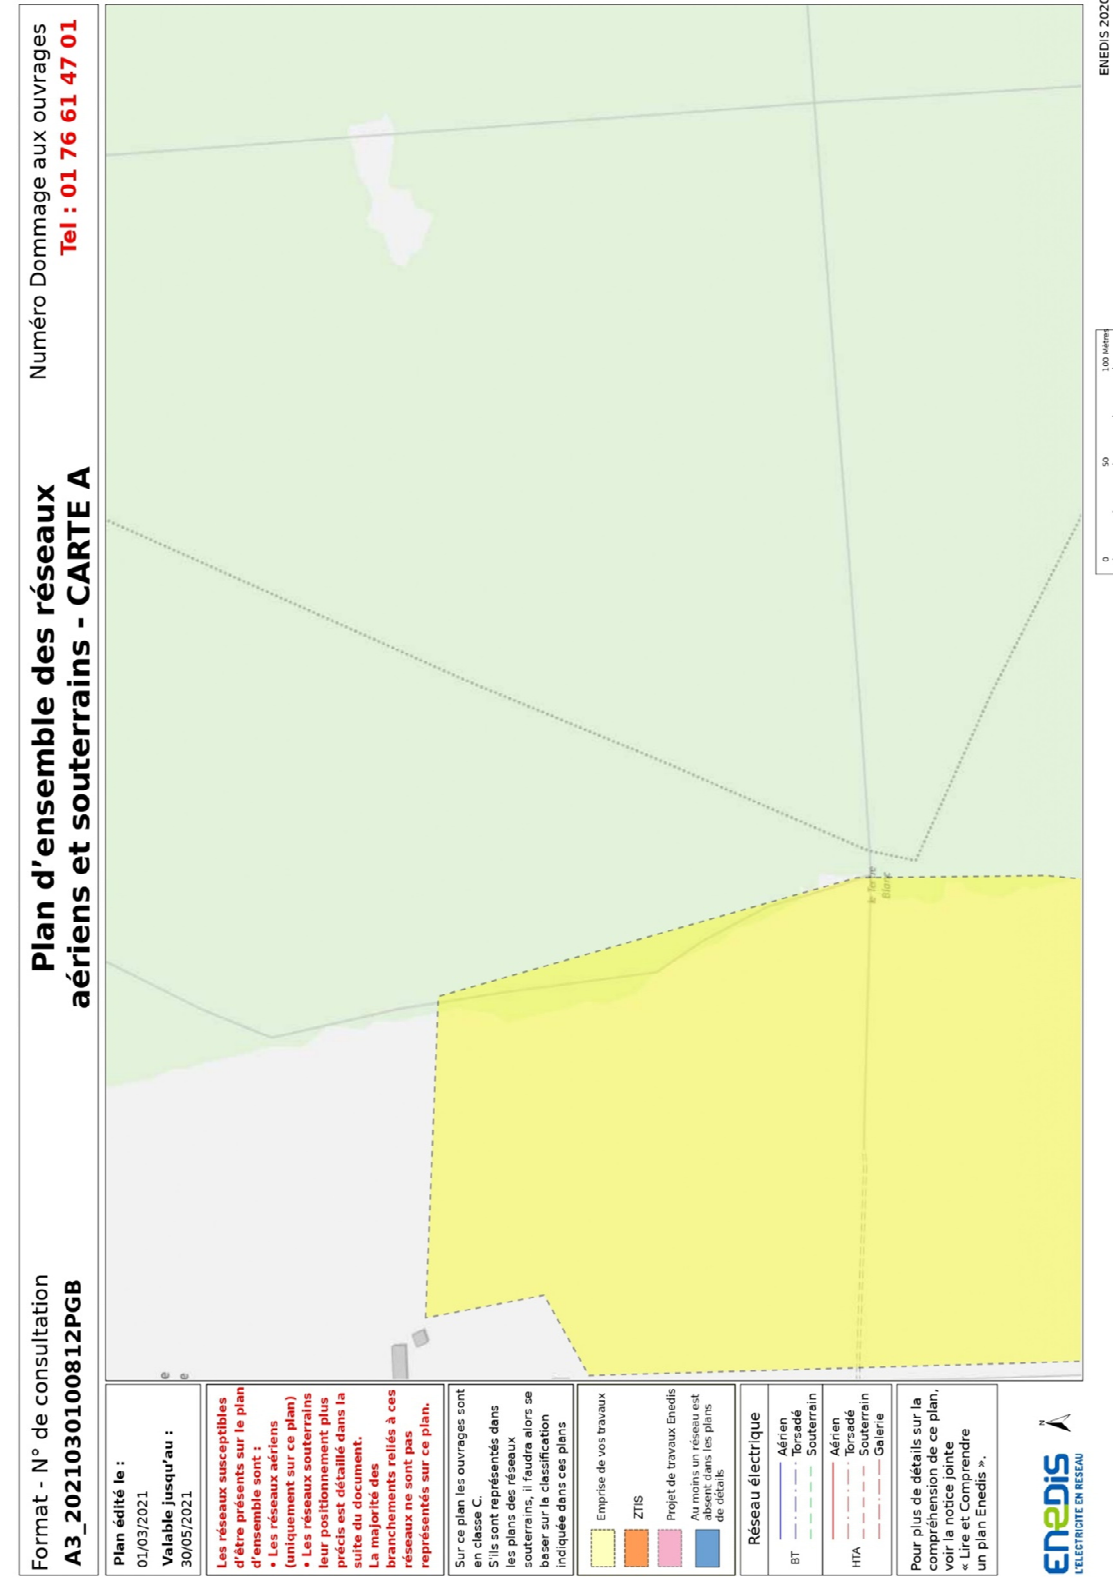 Format - N° de consultation
A3_2021030100812PGB
Plan d'ensemble des réseaux
aériens et souterrains - CARTE A
Numéro Dommage aux ouvrages
Tel : 01 76 61 47 01
Plan édité le :
01/03/2021
Valable jusqu'au :
30/05/2021
Les réseaux susceptibles
d'être présents sur le plan
d'ensemble sont :
• Les réseaux aériens
(uniquement sur ce plan)
• Les réseaux souterrains
leur positionnement plus
précis est détaillé dans la
suite du document.
La majorité des
branchements reliés à ces
réseaux ne sont pas
représentés sur ce plan.
Sur ce plan les ouvrages sont
en classe C.
S'ils sont représentés dans
les plans des réseaux
souterrains, il faudra alors se
baser sur la classification
indiquée dans ces plans
Emprise de vos travaux
ZTIS
Projet de travaux Enedis
Au moins un réseau est
absent dans les plans
de détails
Réseau électrique
BT
Aérien
Torsadé
Souterrain
HTA
Aérien
Torsadé
Souterrain
Galerie
Pour plus de détails sur la
compréhension de ce plan,
voir la notice jointe
« Lire et Comprendre
un plan Enedis ».
ENEDIS
L'ELECTRICITE EN RESEAU
N
e
e
le Tertre
Blanc
0 50 100 Mètres
ENEDIS 2020